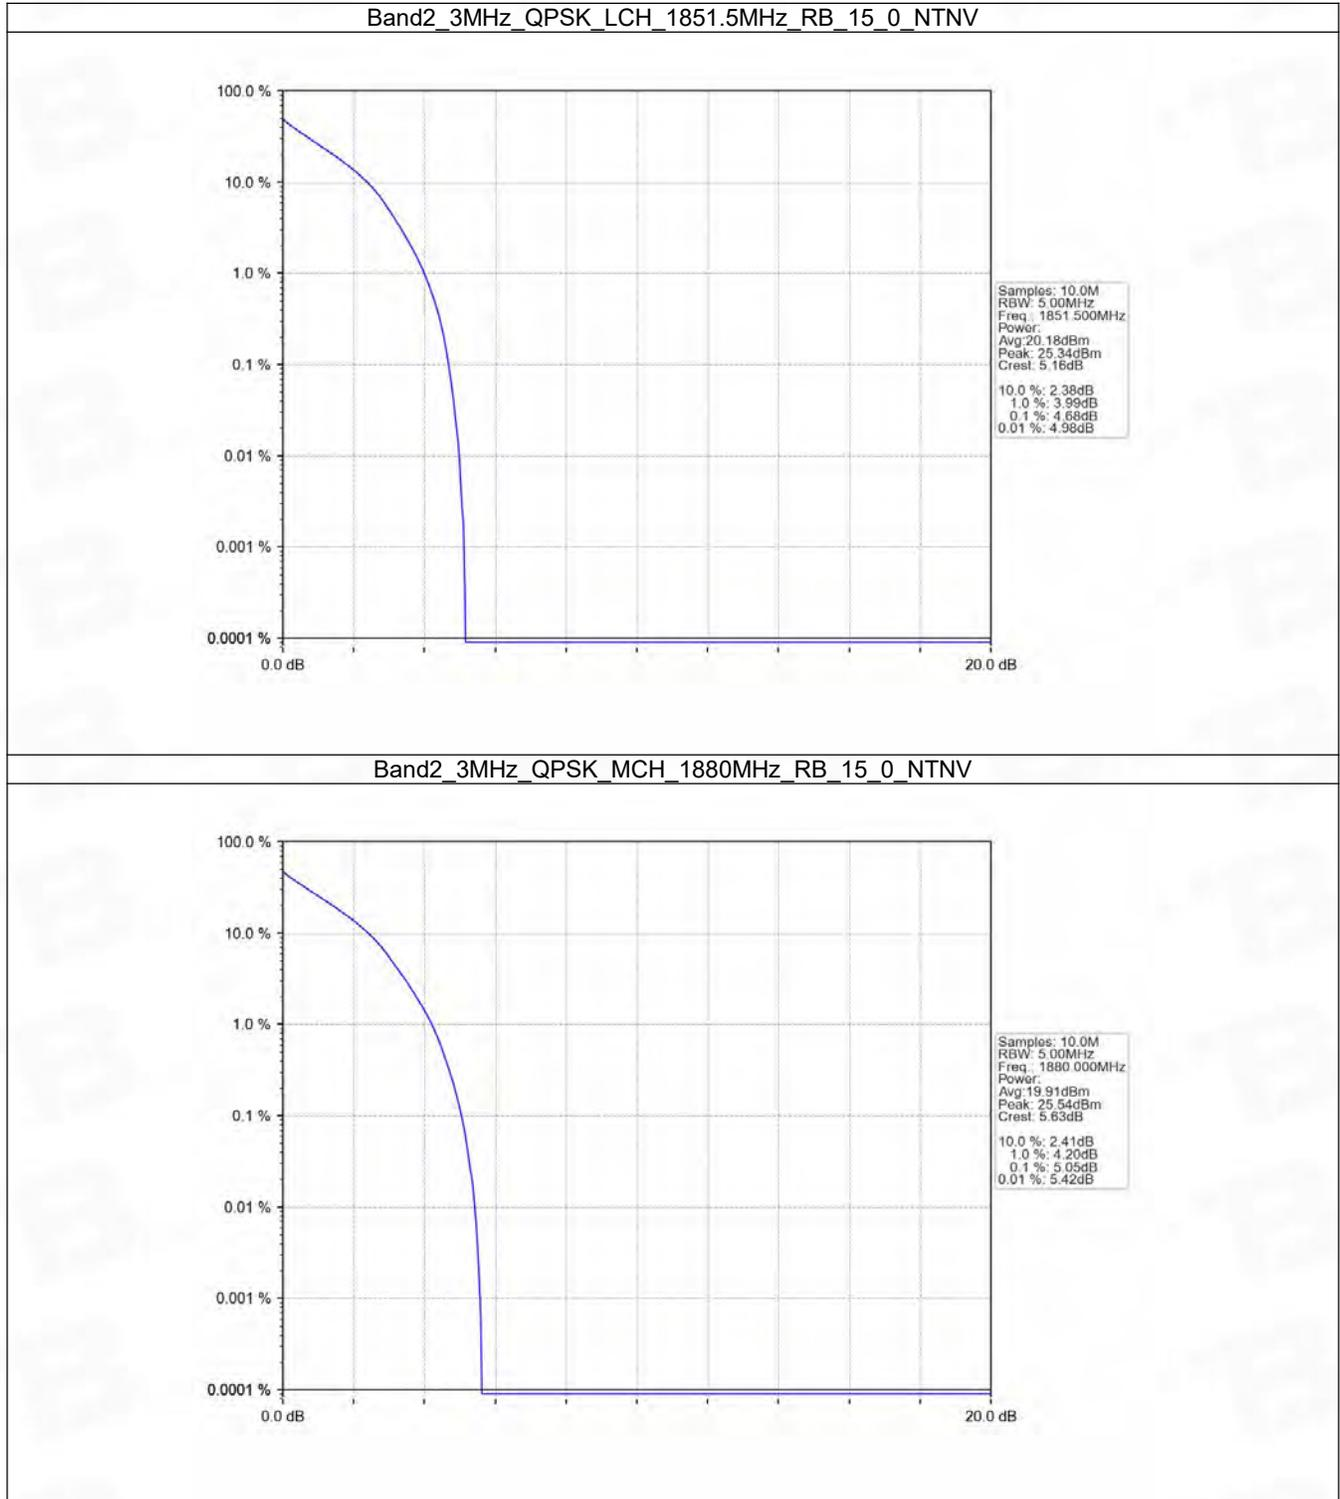 Band2_3MHz_QPSK_LCH_1851.5MHz_RB_15_0_NTNV
100.0 %
10.0 %
1.0 %
0.1 %
0.01 %
0.001 %
0.0001 %
0.0 dB
20.0 dB
Samples: 10.0M
RBW: 5.00MHz
Freq.: 1851.500MHz
Power:
Avg:20.18dBm
Peak: 25.34dBm
Crest: 5.16dB
10.0 %: 2.38dB
1.0 %: 3.99dB
0.1 %: 4.68dB
0.01 %: 4.98dB
Band2_3MHz_QPSK_MCH_1880MHz_RB_15_0_NTNV
100.0 %
10.0 %
1.0 %
0.1 %
0.01 %
0.001 %
0.0001 %
0.0 dB
20.0 dB
Samples: 10.0M
RBW: 5.00MHz
Freq.: 1880.000MHz
Power:
Avg:19.91dBm
Peak: 25.54dBm
Crest: 5.63dB
10.0 %: 2.41dB
1.0 %: 4.20dB
0.1 %: 5.05dB
0.01 %: 5.42dB